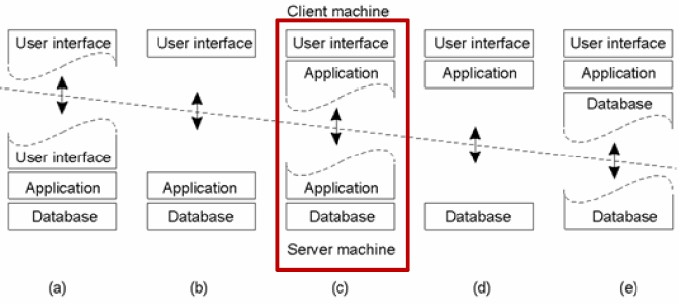 Client machine
User interface User interface User interface User interface User interface
Application Application Application
Database
User interface
Application Application Application
Database Database Database Database Database
Server machine
(a) (b) (c) (d) (e)